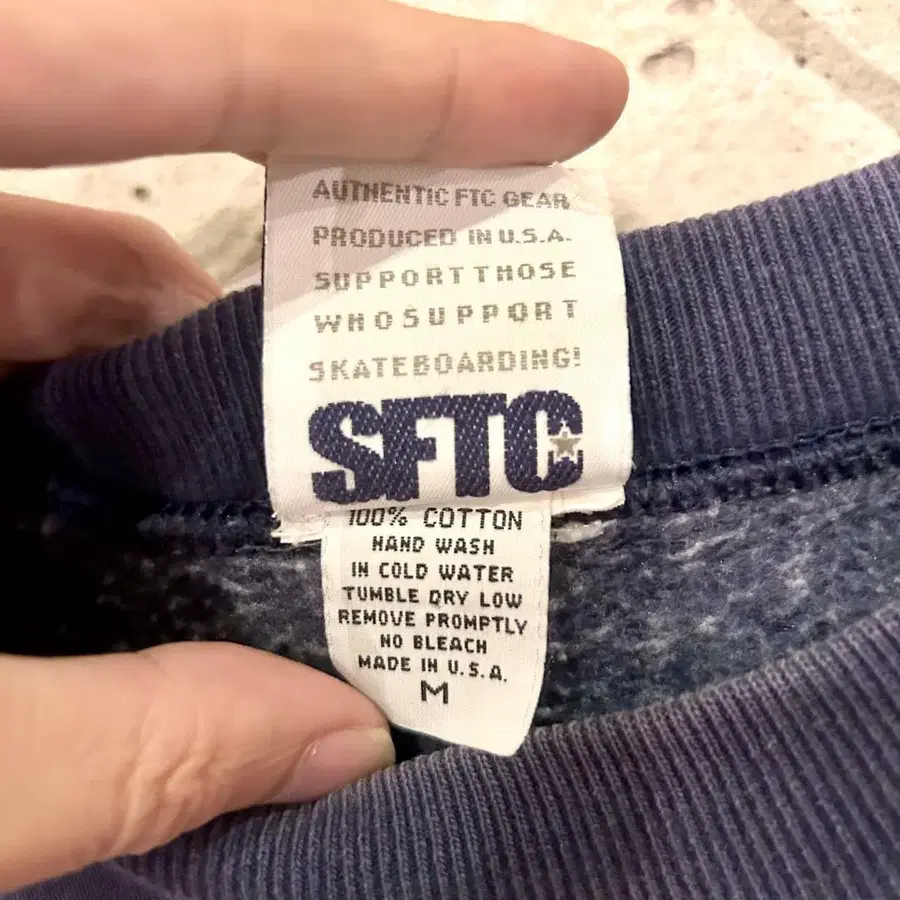 AUTHENTIC FTC GEAR
PRODUCED IN U.S.A.
SUPPORT THOSE
WHO SUPPORT
SKATEBOARDING!
SFTC
100% COTTON
HAND WASH
IN COLD WATER
TUMBLE DRY LOW
REMOVE PROMPTLY
NO BLEACH
MADE IN U.S.A.
M